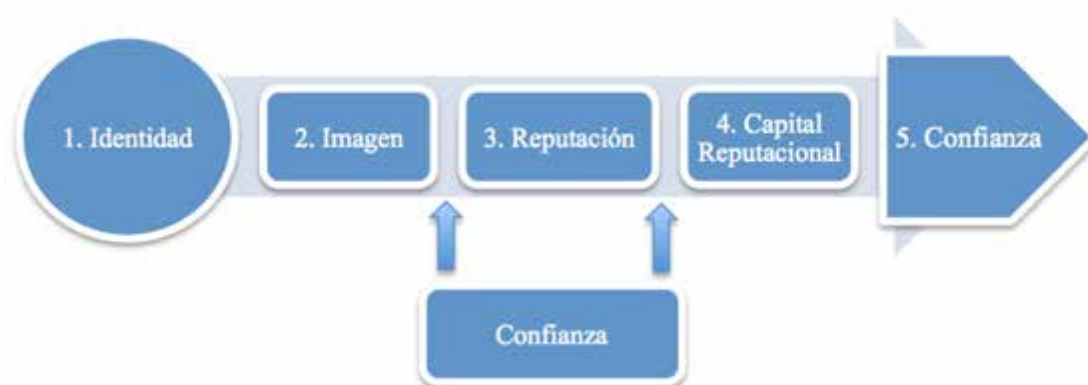 1. Identidad
2. Imagen
3. Reputación
4. Capital
Reputacional
5. Confianza
Confianza